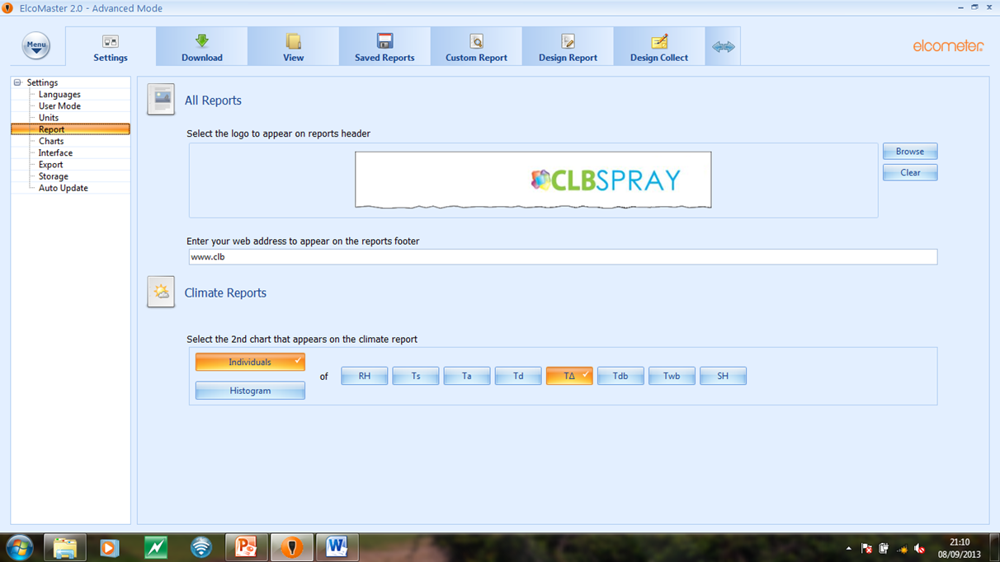 ElcoMaster 2.0 - Advanced Mode
Menu
Settings
Download
View
Saved Reports
Custom Report
Design Report
Design Collect
elcometer
Settings
Languages
User Mode
Units
Report
Charts
Interface
Export
Storage
Auto Update
All Reports
Select the logo to appear on reports header
CLBSPRAY
Browse
Clear
Enter your web address to appear on the reports footer
www.clb
Climate Reports
Select the 2nd chart that appears on the climate report
Individuals
Histogram
of
RH
Ts
Ta
Td
TΔ
Tdb
Twb
SH
21:10
08/09/2013